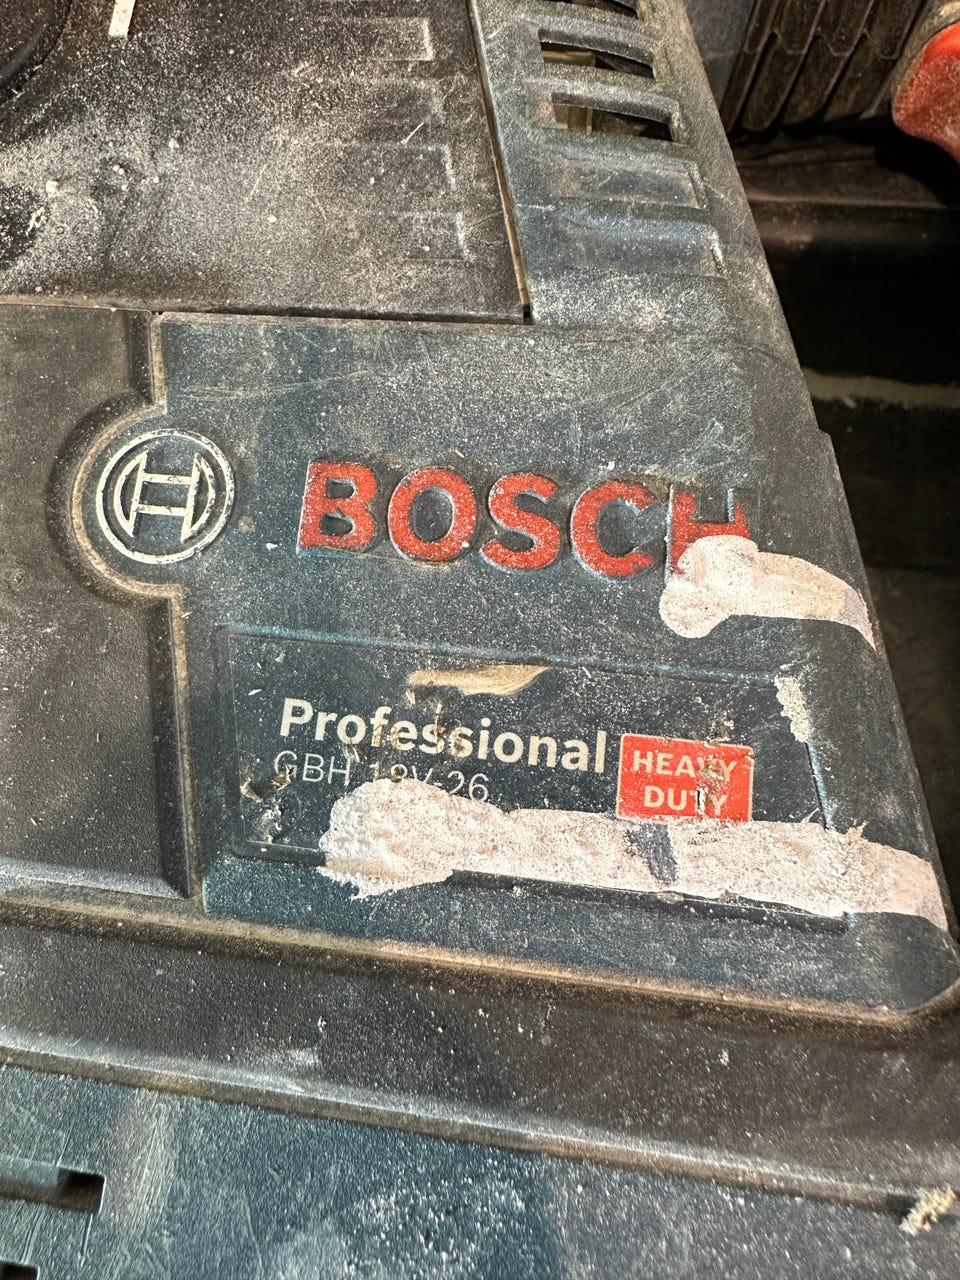 BOSCH
Professional
GBH 18V-26
HEAVY
DUTY